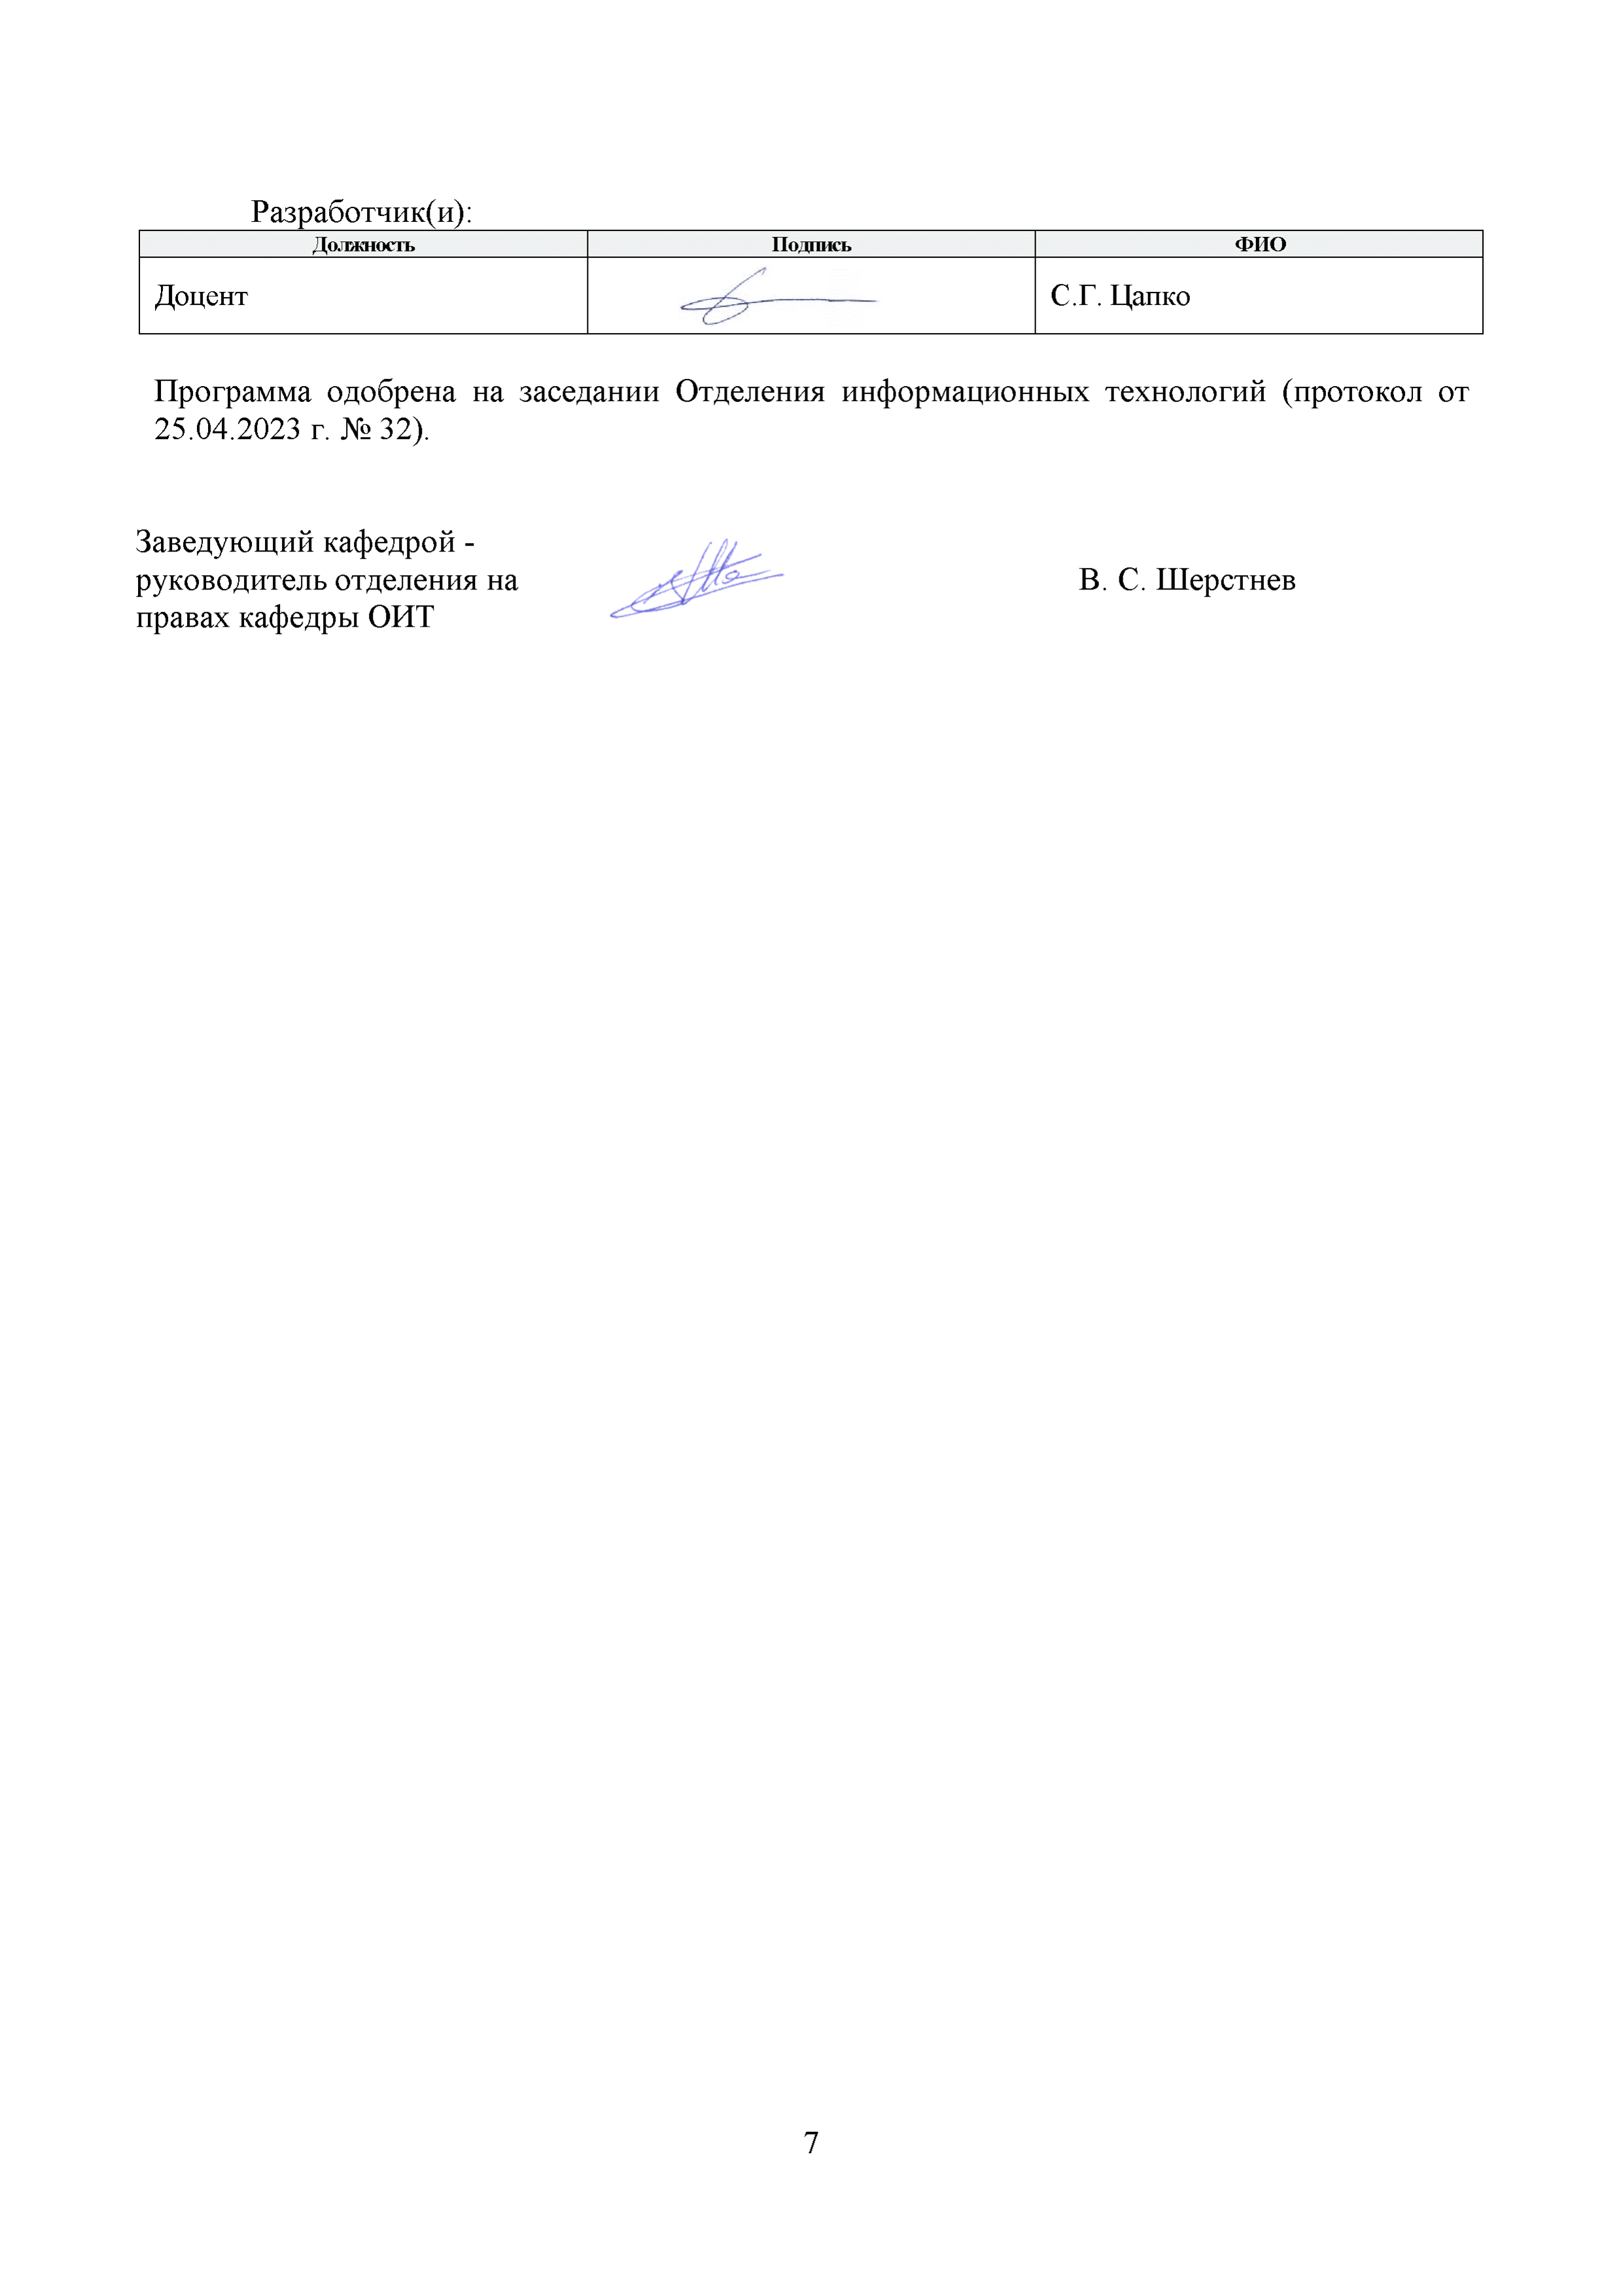 Разработчик(и):
Должность Подпись ФИО
Доцент С.Г. Цапко
Программа одобрена на заседании Отделения информационных технологий (протокол от
25.04.2023 г. № 32).
Заведующий кафедрой -
руководитель отделения на
правах кафедры ОИТ
В. С. Шерстнев
7